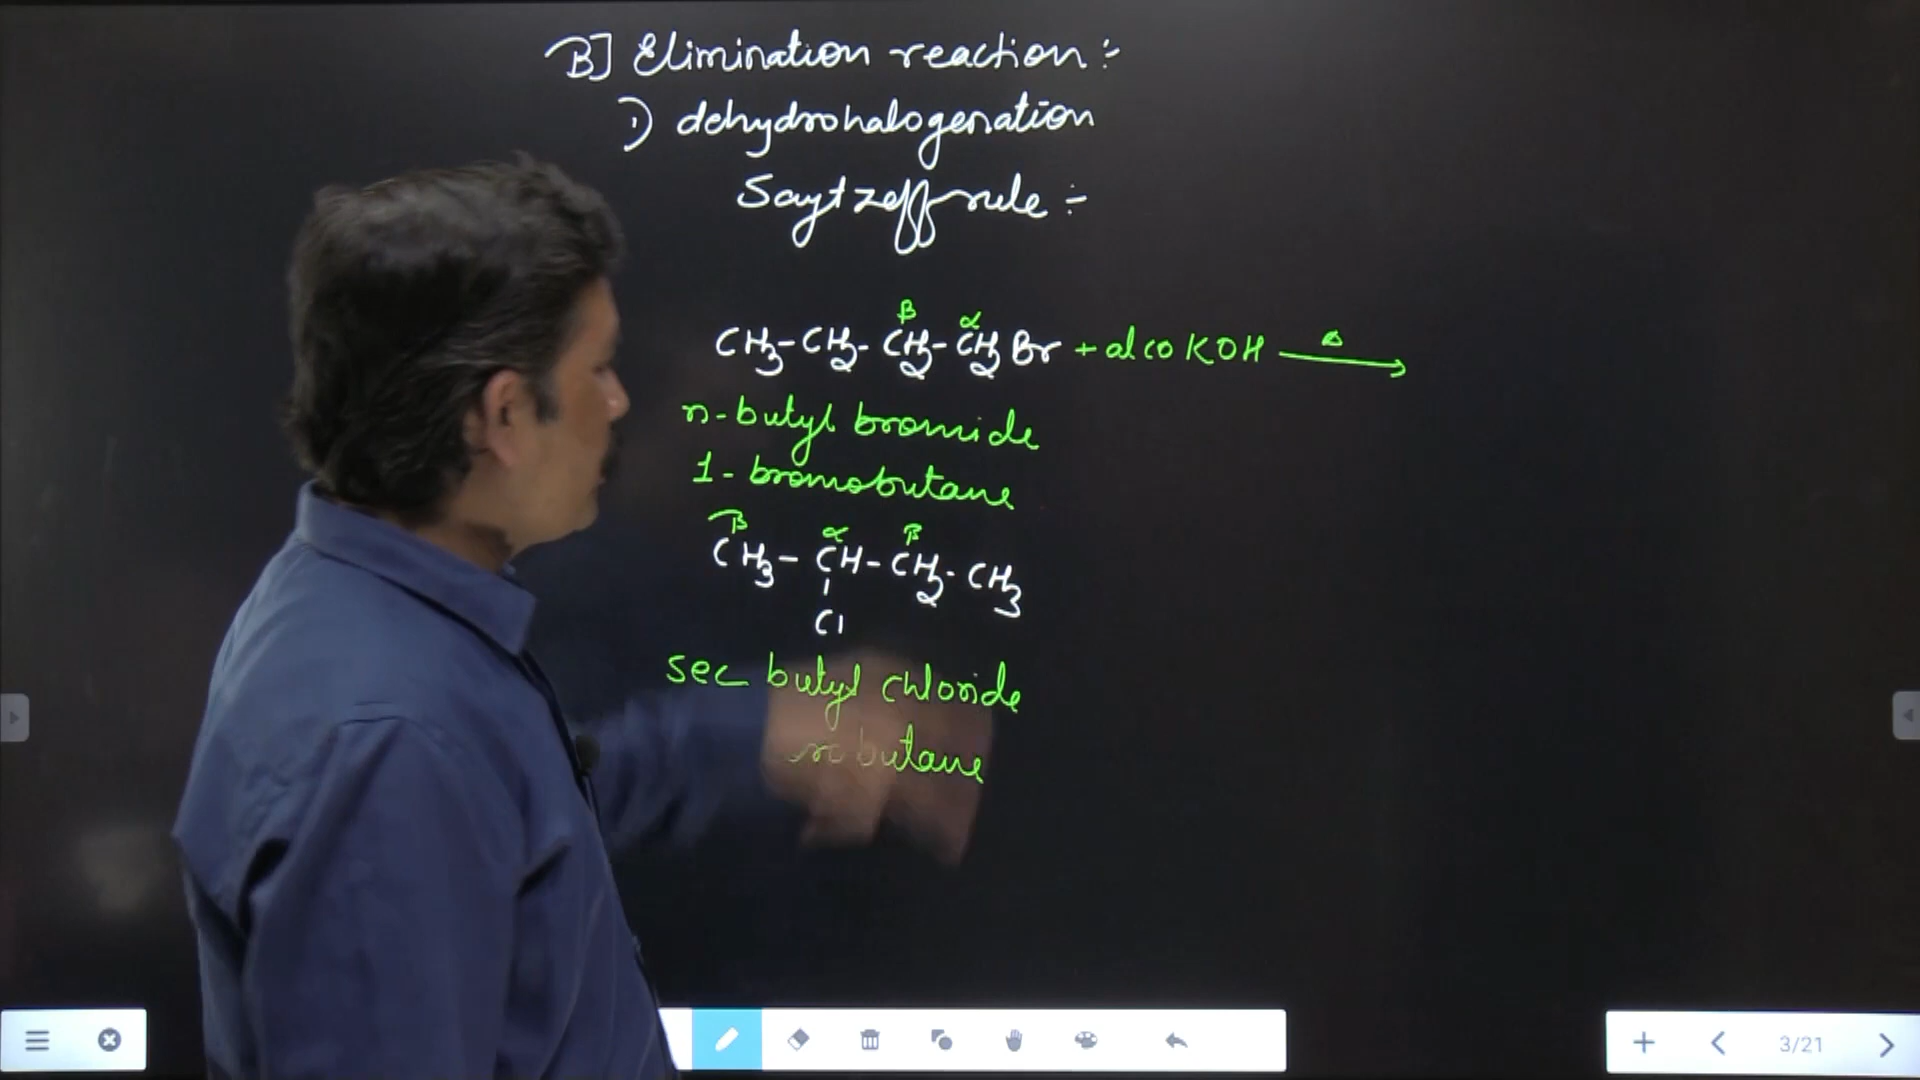 B] Elimination reaction :-
1) dehydrohalogenation
Saytzeff rule :-
β α
CH3-CH2-CH2-CH2Br + alco KOH Δ →
n-butyl bromide
1-bromobutane
β α β
CH3-CH-CH2-CH3
Cl
sec butyl chloride
butane
3/21